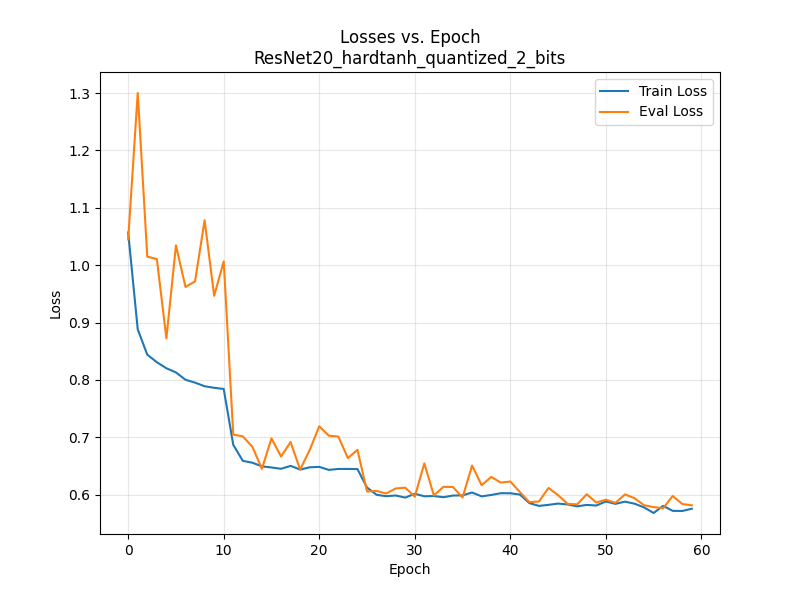 Losses vs. Epoch
ResNet20_hardtanh_quantized_2_bits
Train Loss
Eval Loss
1.3
1.2
1.1
1.0
0.9
0.8
0.7
0.6
Loss
0 10 20 30 40 50 60
Epoch